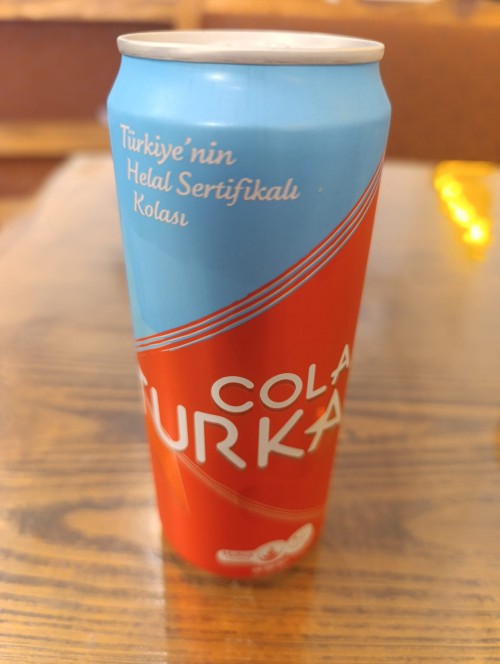 Türkiye'nin
Helal Sertifikalı
Kolası
COLA
TURKA